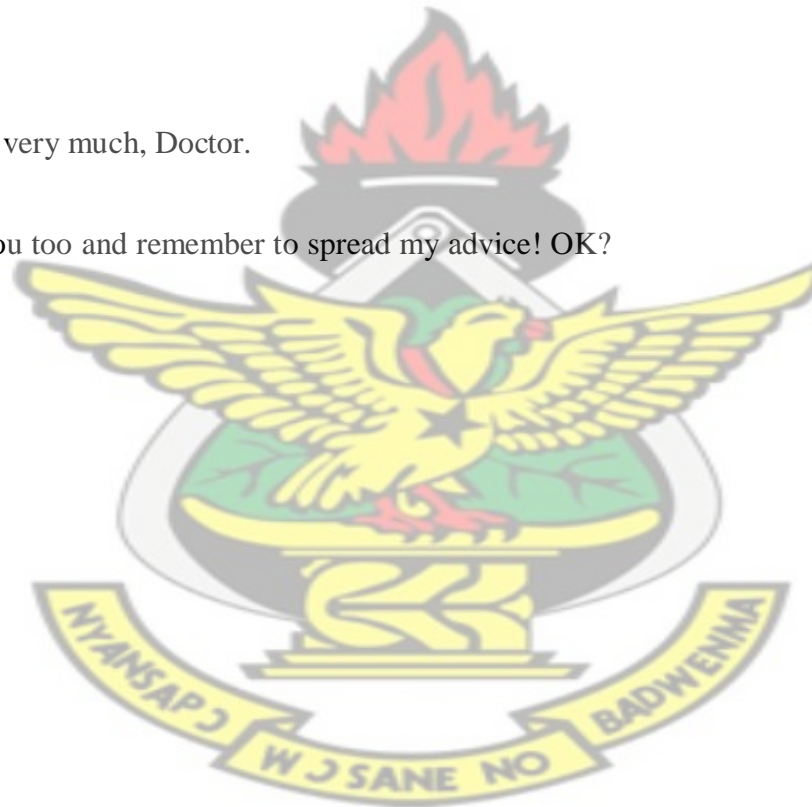 very much, Doctor.
ou too and remember to spread my advice! OK?
NYANSAPƆ WƆSANE NO BADWENMA